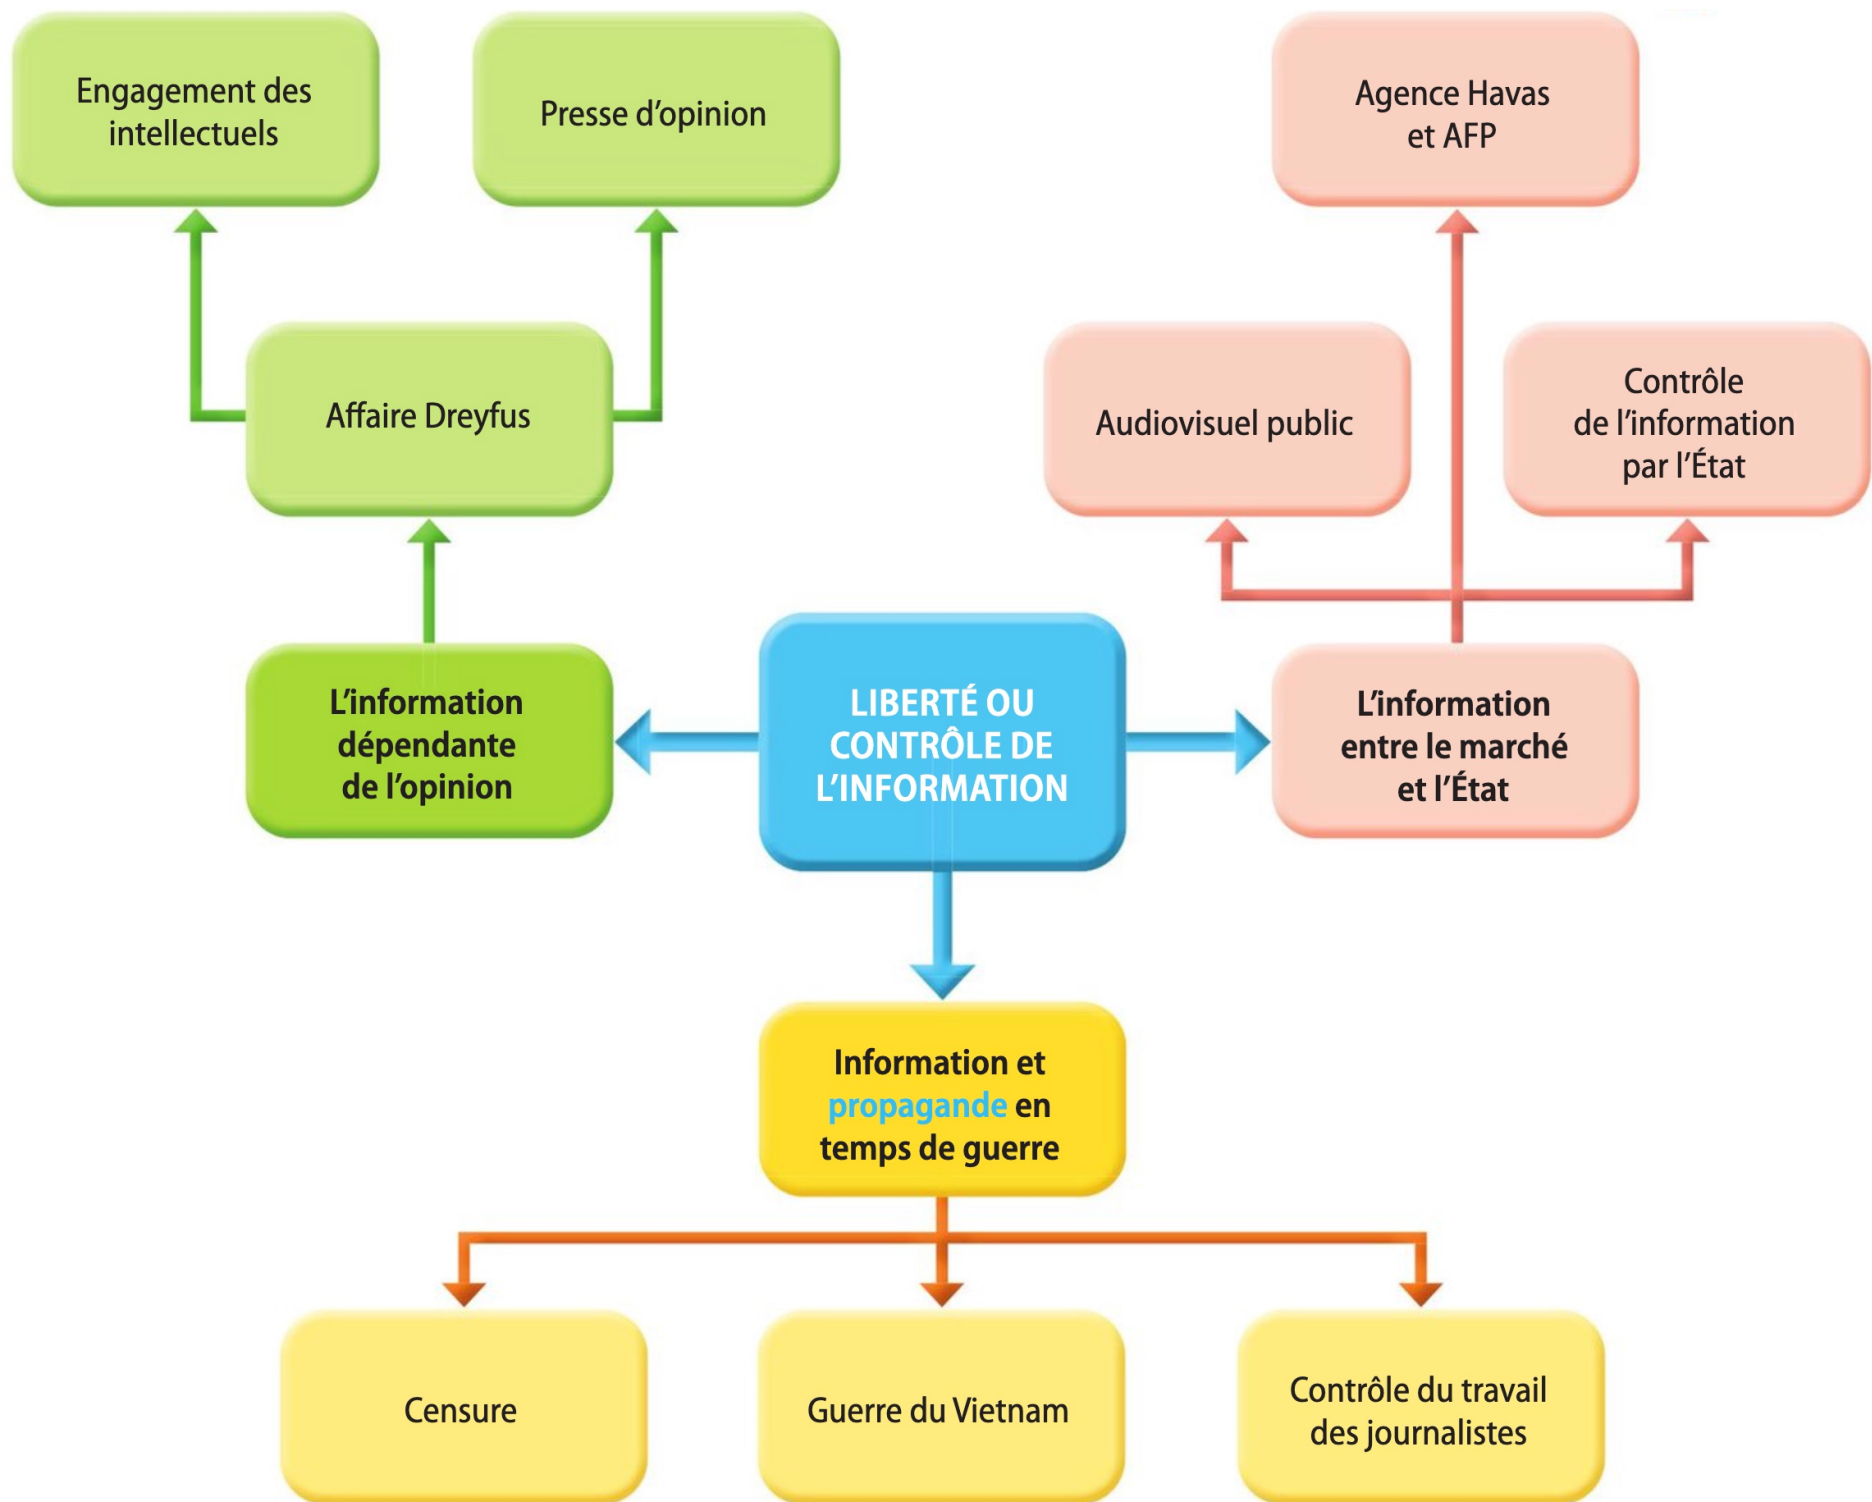 Engagement des
intellectuels
Presse d’opinion
Agence Havas
et AFP
Affaire Dreyfus
Audiovisuel public
Contrôle
de l’information
par l’État
L’information
dépendante
de l’opinion
LIBERTÉ OU
CONTRÔLE DE
L’INFORMATION
L’information
entre le marché
et l’État
Information et
propagande en
temps de guerre
Censure
Guerre du Vietnam
Contrôle du travail
des journalistes